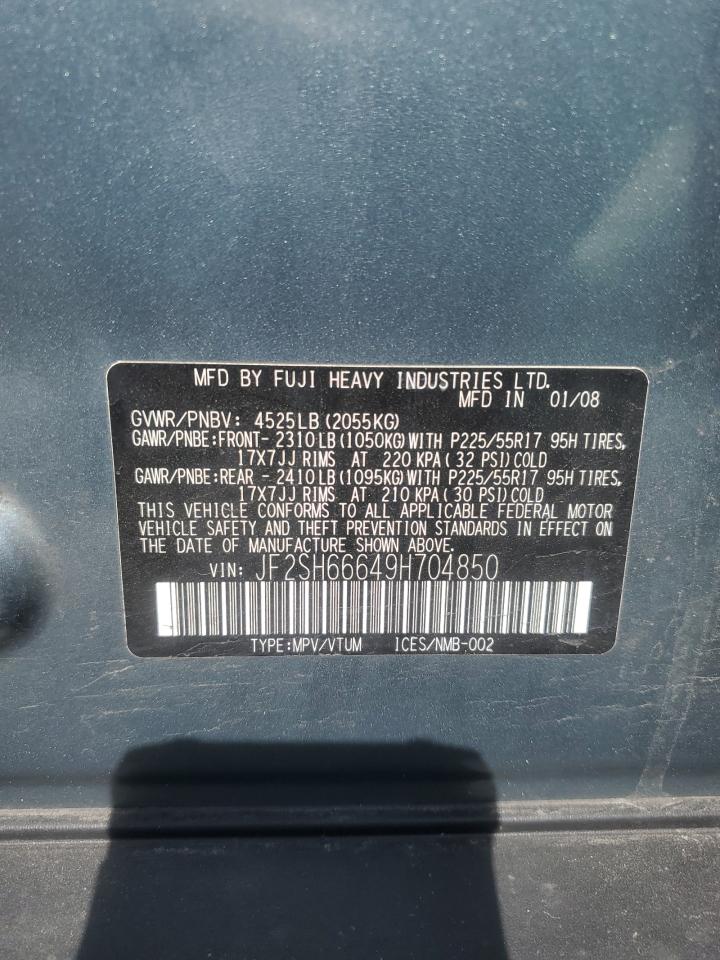 MFD BY FUJI HEAVY INDUSTRIES LTD.
MFD IN 01/08
GVWR/PNBV: 4525LB (2055KG)
GAWR/PNBE:FRONT- 2310 LB (1050KG) WITH P225/55R17 95H TIRES,
17X7JJ RIMS AT 220 KPA ( 32 PSI) COLD
GAWR/PNBE:REAR - 2410 LB (1095KG) WITH P225/55R17 95H TIRES,
17X7JJ RIMS AT 210 KPA ( 30 PSI) COLD
THIS VEHICLE CONFORMS TO ALL APPLICABLE FEDERAL MOTOR
VEHICLE SAFETY AND THEFT PREVENTION STANDARDS IN EFFECT ON
THE DATE OF MANUFACTURE SHOWN ABOVE.
VIN: JF2SH66649H704850
TYPE:MPV/VTUM ICES/NMB-002